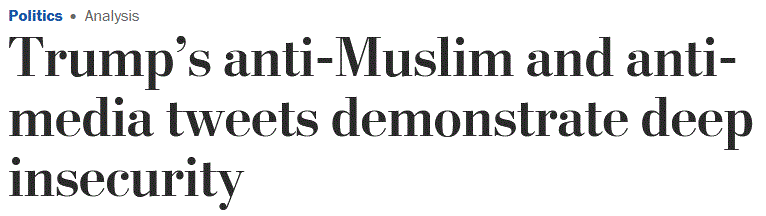 Politics • Analysis
Trump’s anti-Muslim and anti-
media tweets demonstrate deep
insecurity